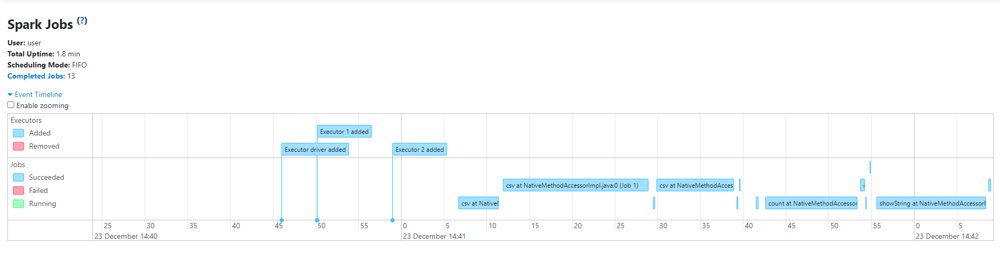 Spark Jobs (?)
User: user
Total Uptime: 1.8 min
Scheduling Mode: FIFO
Completed Jobs: 13
Event Timeline
Enable zooming
Executors
Added
Removed
Executor 1 added
Executor driver added
Executor 2 added
Jobs
Succeeded
Failed
Running
csv at NativeMethodAccessorImpl.java:0 (Job 1)
csv at NativeMethodAcces
csv at Native
count at NativeMethodAccessor
showString at NativeMethodAccessorI
25 30 35 40 45 50 55 0 5 10 15 20 25 30 35 40 45 50 55 0 5
23 December 14:40 23 December 14:41 23 December 14:42